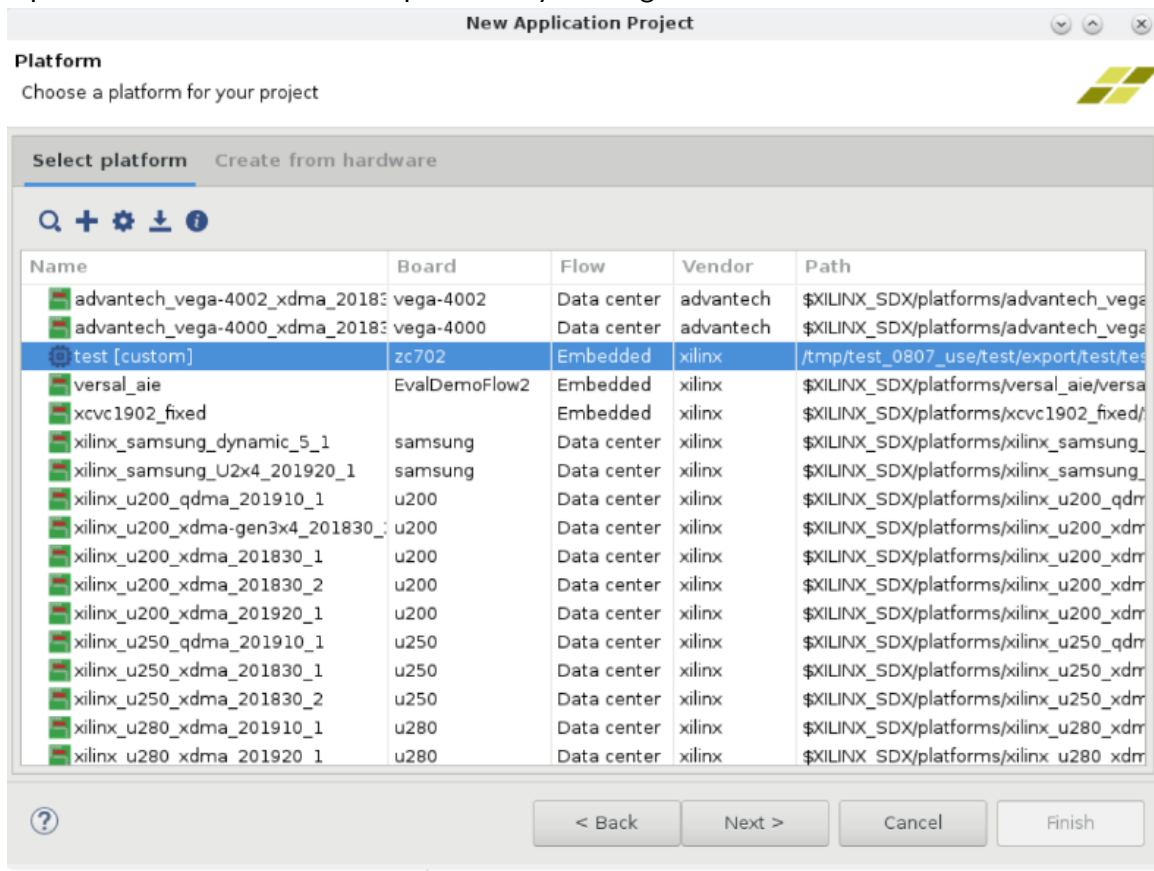 New Application Project
Platform
Choose a platform for your project
Select platform Create from hardware
Name Board Flow Vendor Path
advantech_vega-4002_xdma_20183 vega-4002 Data center advantech $XILINX_SDX/platforms/advantech_vega
advantech_vega-4000_xdma_20183 vega-4000 Data center advantech $XILINX_SDX/platforms/advantech_vega
test [custom] zc702 Embedded xilinx /tmp/test_0807_use/test/export/test/tes
versal_aie EvalDemoFlow2 Embedded xilinx $XILINX_SDX/platforms/versal_aie/versa
xcvc1902_fixed Embedded xilinx $XILINX_SDX/platforms/xcvc1902_fixed/
xilinx_samsung_dynamic_5_1 samsung Data center xilinx $XILINX_SDX/platforms/xilinx_samsung_
xilinx_samsung_U2x4_201920_1 samsung Data center xilinx $XILINX_SDX/platforms/xilinx_samsung_
xilinx_u200_qdma_201910_1 u200 Data center xilinx $XILINX_SDX/platforms/xilinx_u200_qdm
xilinx_u200_xdma-gen3x4_201830_ u200 Data center xilinx $XILINX_SDX/platforms/xilinx_u200_xdm
xilinx_u200_xdma_201830_1 u200 Data center xilinx $XILINX_SDX/platforms/xilinx_u200_xdm
xilinx_u200_xdma_201830_2 u200 Data center xilinx $XILINX_SDX/platforms/xilinx_u200_xdm
xilinx_u200_xdma_201920_1 u200 Data center xilinx $XILINX_SDX/platforms/xilinx_u200_xdm
xilinx_u250_qdma_201910_1 u250 Data center xilinx $XILINX_SDX/platforms/xilinx_u250_qdm
xilinx_u250_xdma_201830_1 u250 Data center xilinx $XILINX_SDX/platforms/xilinx_u250_xdm
xilinx_u250_xdma_201830_2 u250 Data center xilinx $XILINX_SDX/platforms/xilinx_u250_xdm
xilinx_u280_xdma_201910_1 u280 Data center xilinx $XILINX_SDX/platforms/xilinx_u280_xdm
xilinx_u280_xdma_201920_1 u280 Data center xilinx $XILINX_SDX/platforms/xilinx_u280_xdm
< Back Next > Cancel Finish